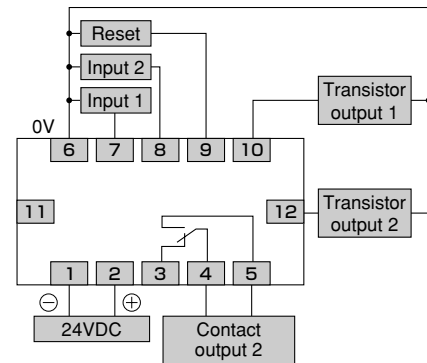 Reset
Input 2
Input 1
Transistor
output 1
0V
6 7 8 9 10
11
12
Transistor
output 2
1 2 3 4 5
⊖ ⊕
24VDC
Contact
output 2